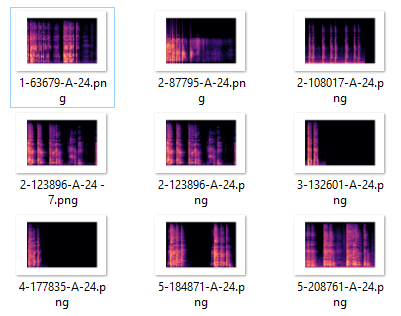 1-63679-A-24.pn
g
2-87795-A-24.pn
g
2-108017-A-24.p
ng
2-123896-A-24 -
7.png
2-123896-A-24.p
ng
3-132601-A-24.p
ng
4-177835-A-24.p
ng
5-184871-A-24.p
ng
5-208761-A-24.p
ng